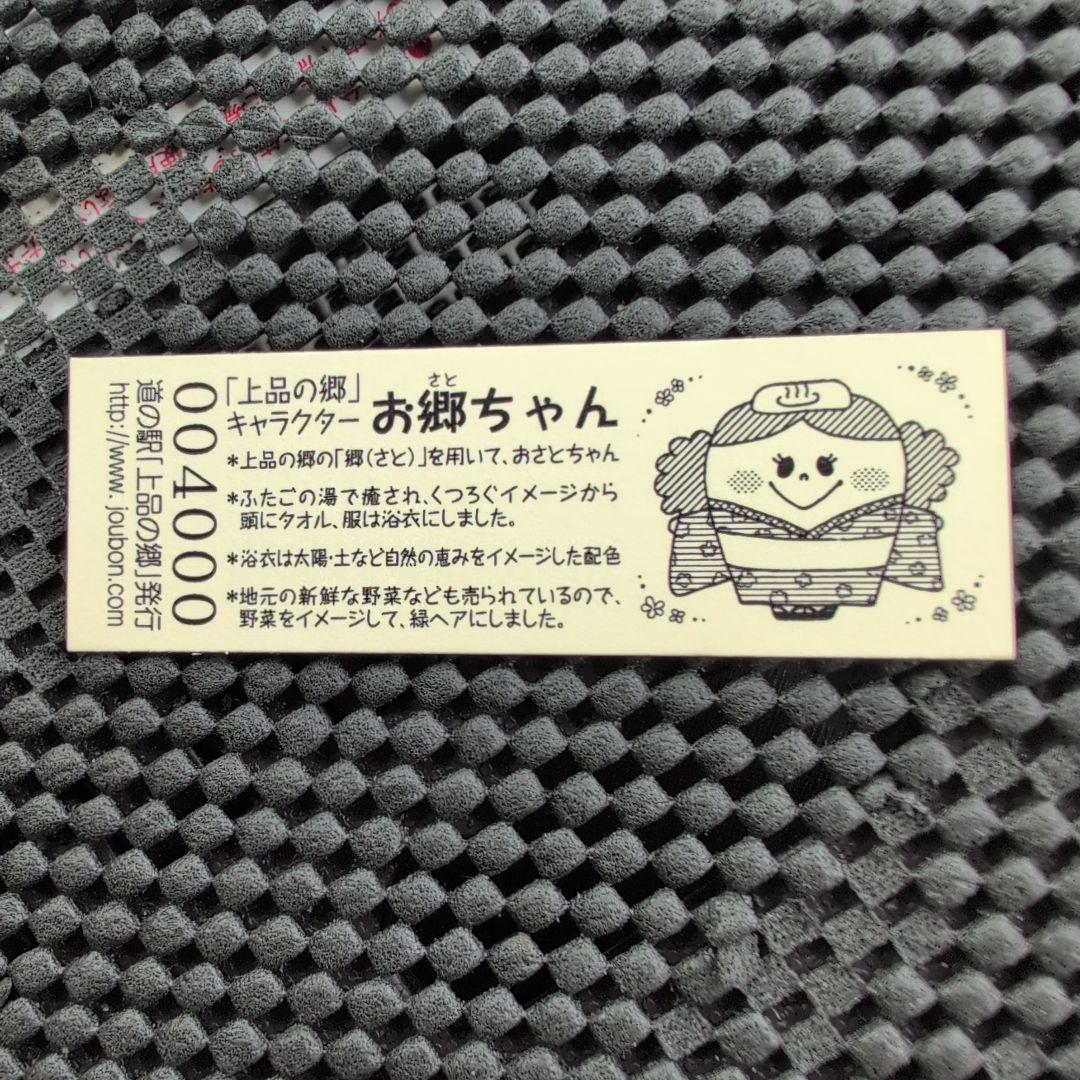 「上品の郷」
キャラクター
さと
お郷ちゃん
*上品の郷の「郷(さと)」を用いて、おさとちゃん
*ふたごの湯で癒され、くつろぐイメージから
頭にタオル、服は浴衣にしました。
*浴衣は太陽・土など自然の恵みをイメージした配色
*地元の新鮮な野菜なども売られているので、
野菜をイメージして、緑ヘアにしました。
004000
道の駅「上品の郷」発行
http://www.joubon.com